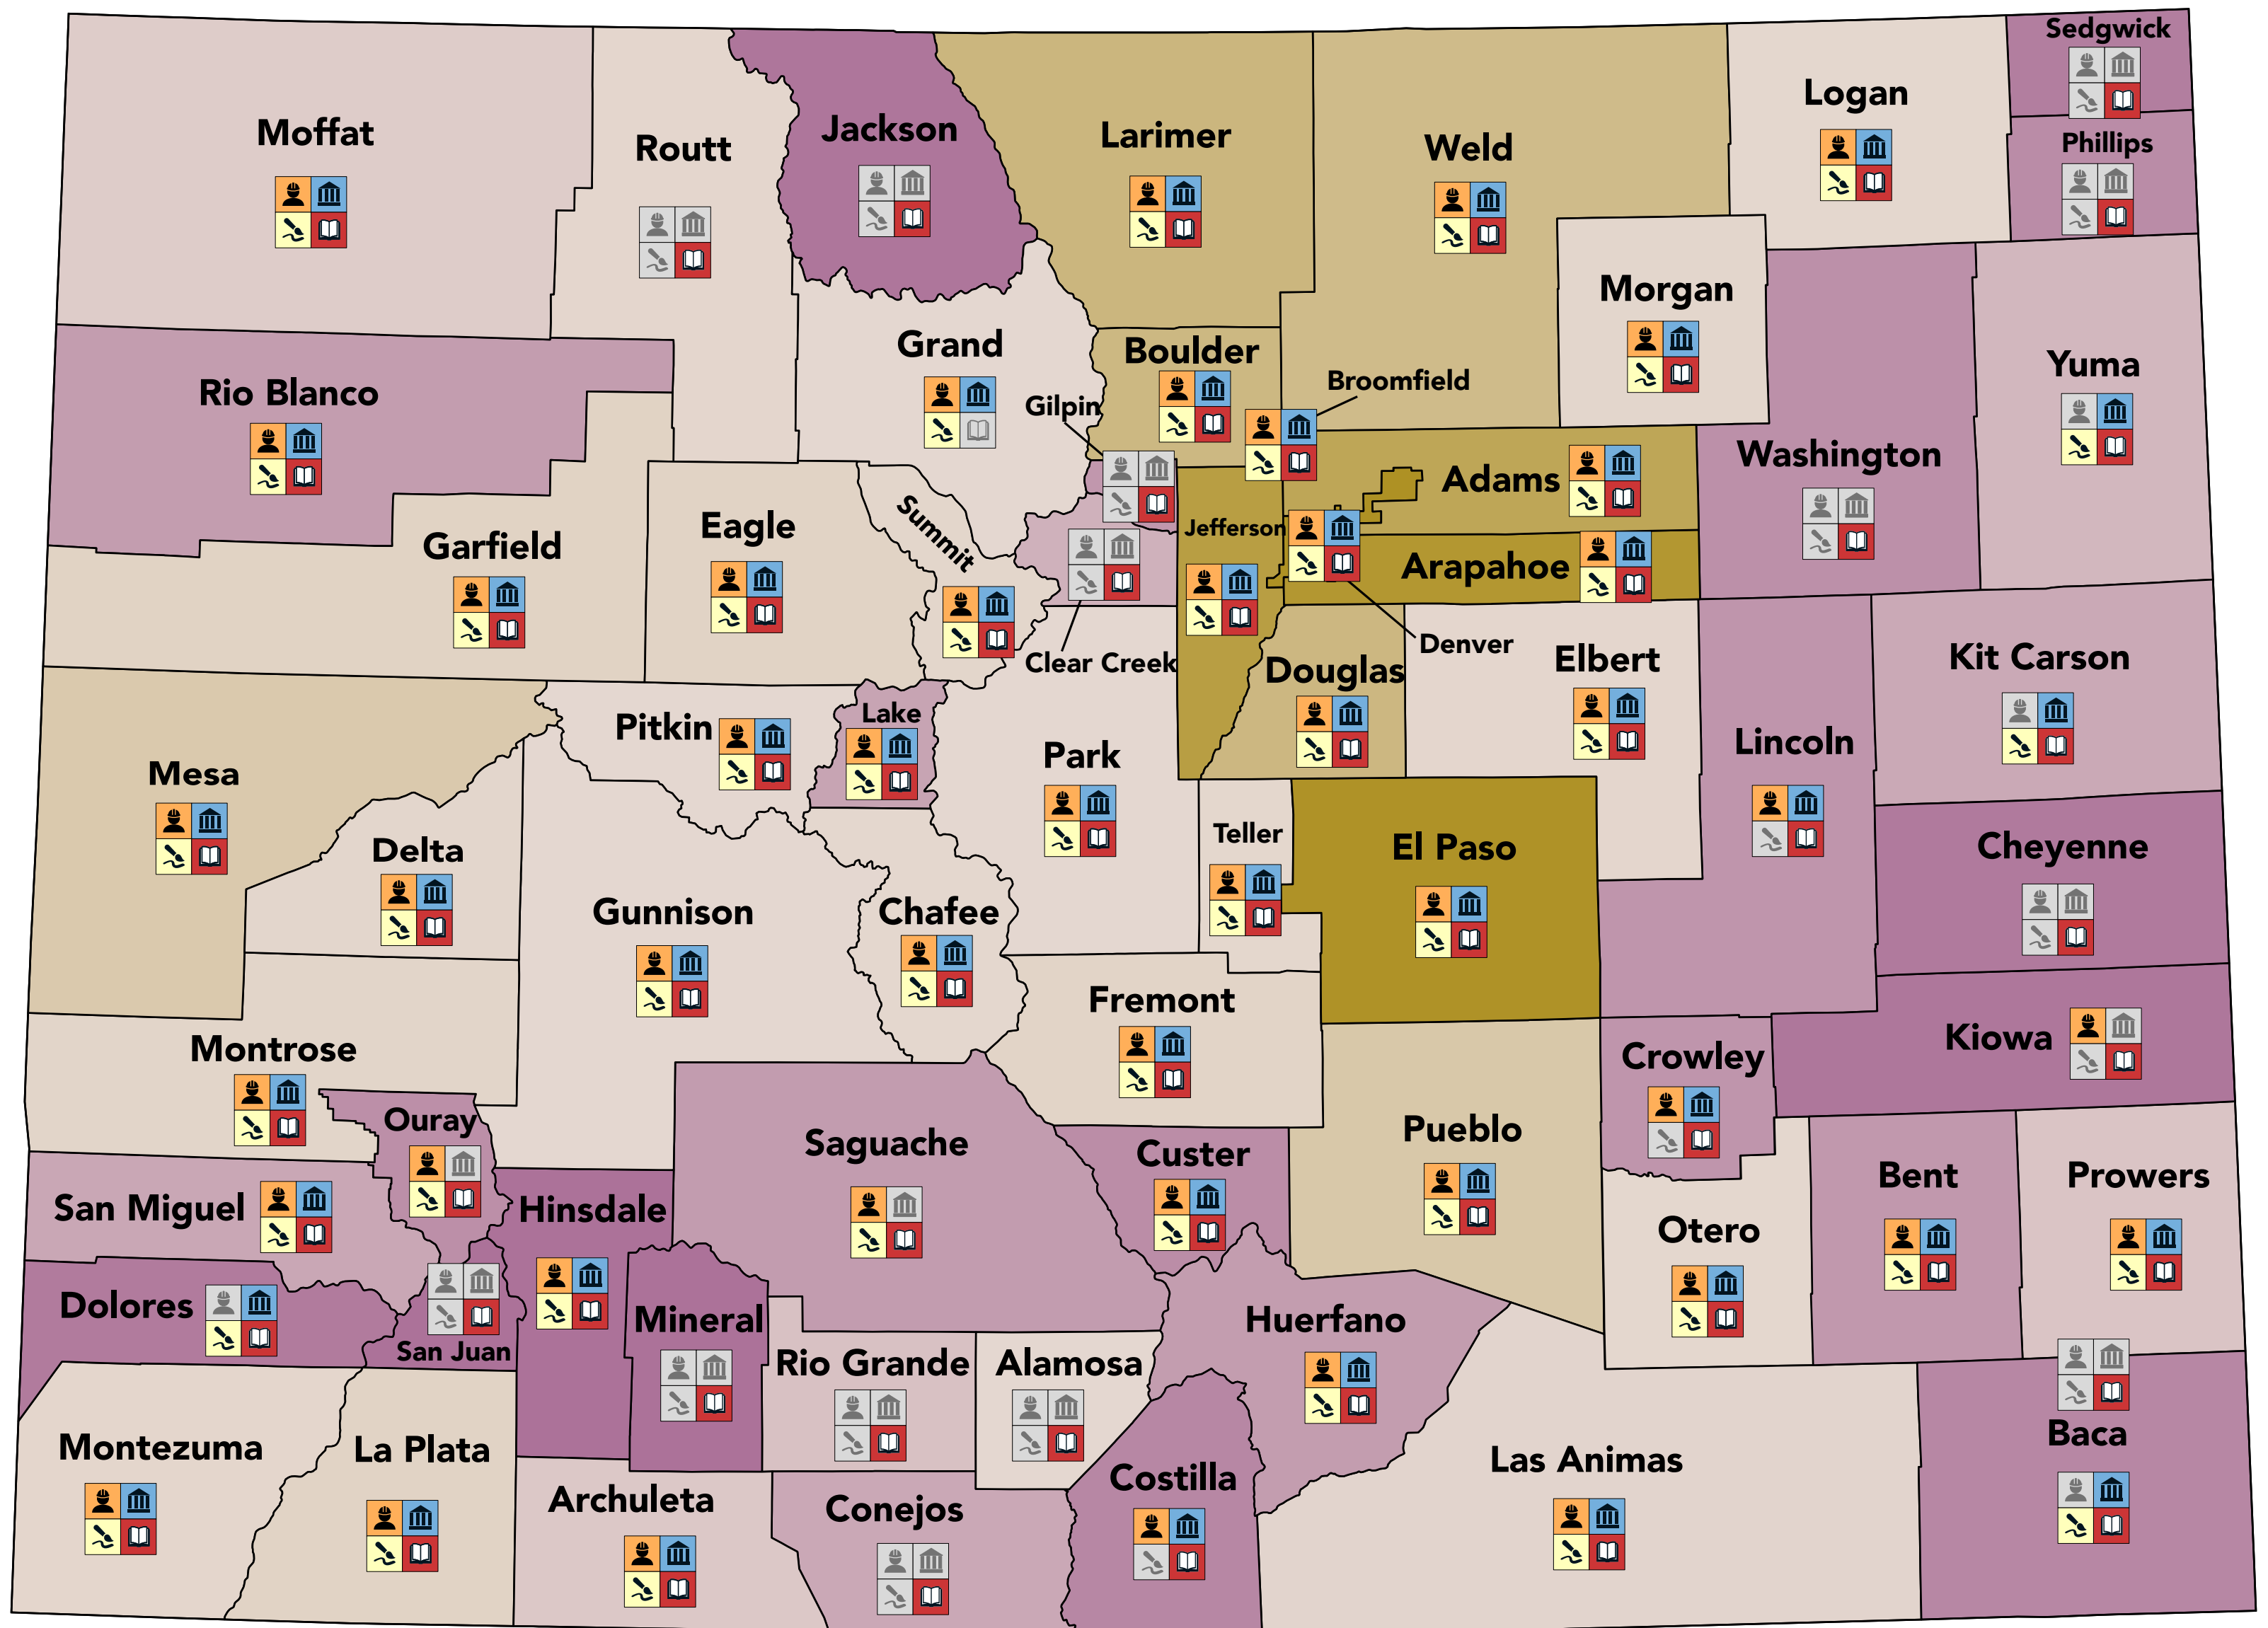 Sedgwick
Moffat
Routt
Jackson
Larimer
Weld
Logan
Phillips
Rio Blanco
Grand
Morgan
Yuma
Boulder
Broomfield
Gilpin
Garfield
Eagle
Summit
Jefferson
Adams
Washington
Arapahoe
Clear Creek
Denver
Douglas
Elbert
Kit Carson
Mesa
Pitkin
Lake
Park
Lincoln
Delta
Teller
El Paso
Cheyenne
Gunnison
Chafee
Montrose
Fremont
Kiowa
Crowley
Ouray
Saguache
Custer
Pueblo
Bent
Prowers
San Miguel
Hinsdale
Otero
Dolores
San Juan
Mineral
Rio Grande
Alamosa
Huerfano
Montezuma
La Plata
Archuleta
Conejos
Costilla
Las Animas
Baca